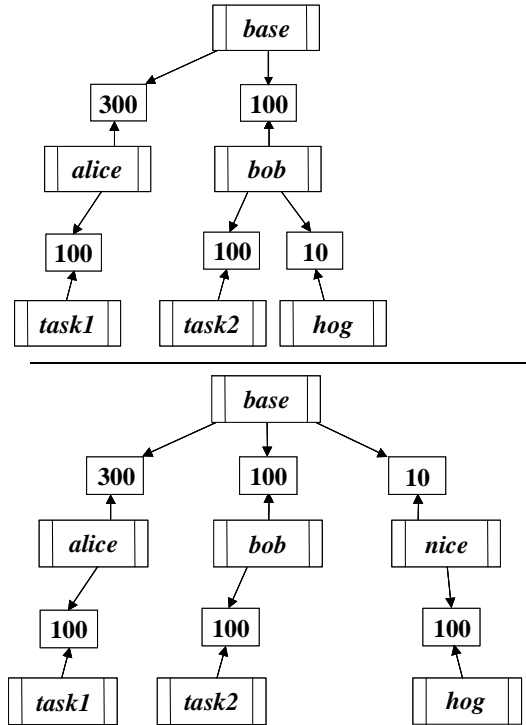 base
300 100
alice bob
100 100 10
task1 task2 hog
base
300 100 10
alice bob nice
100 100 100
task1 task2 hog